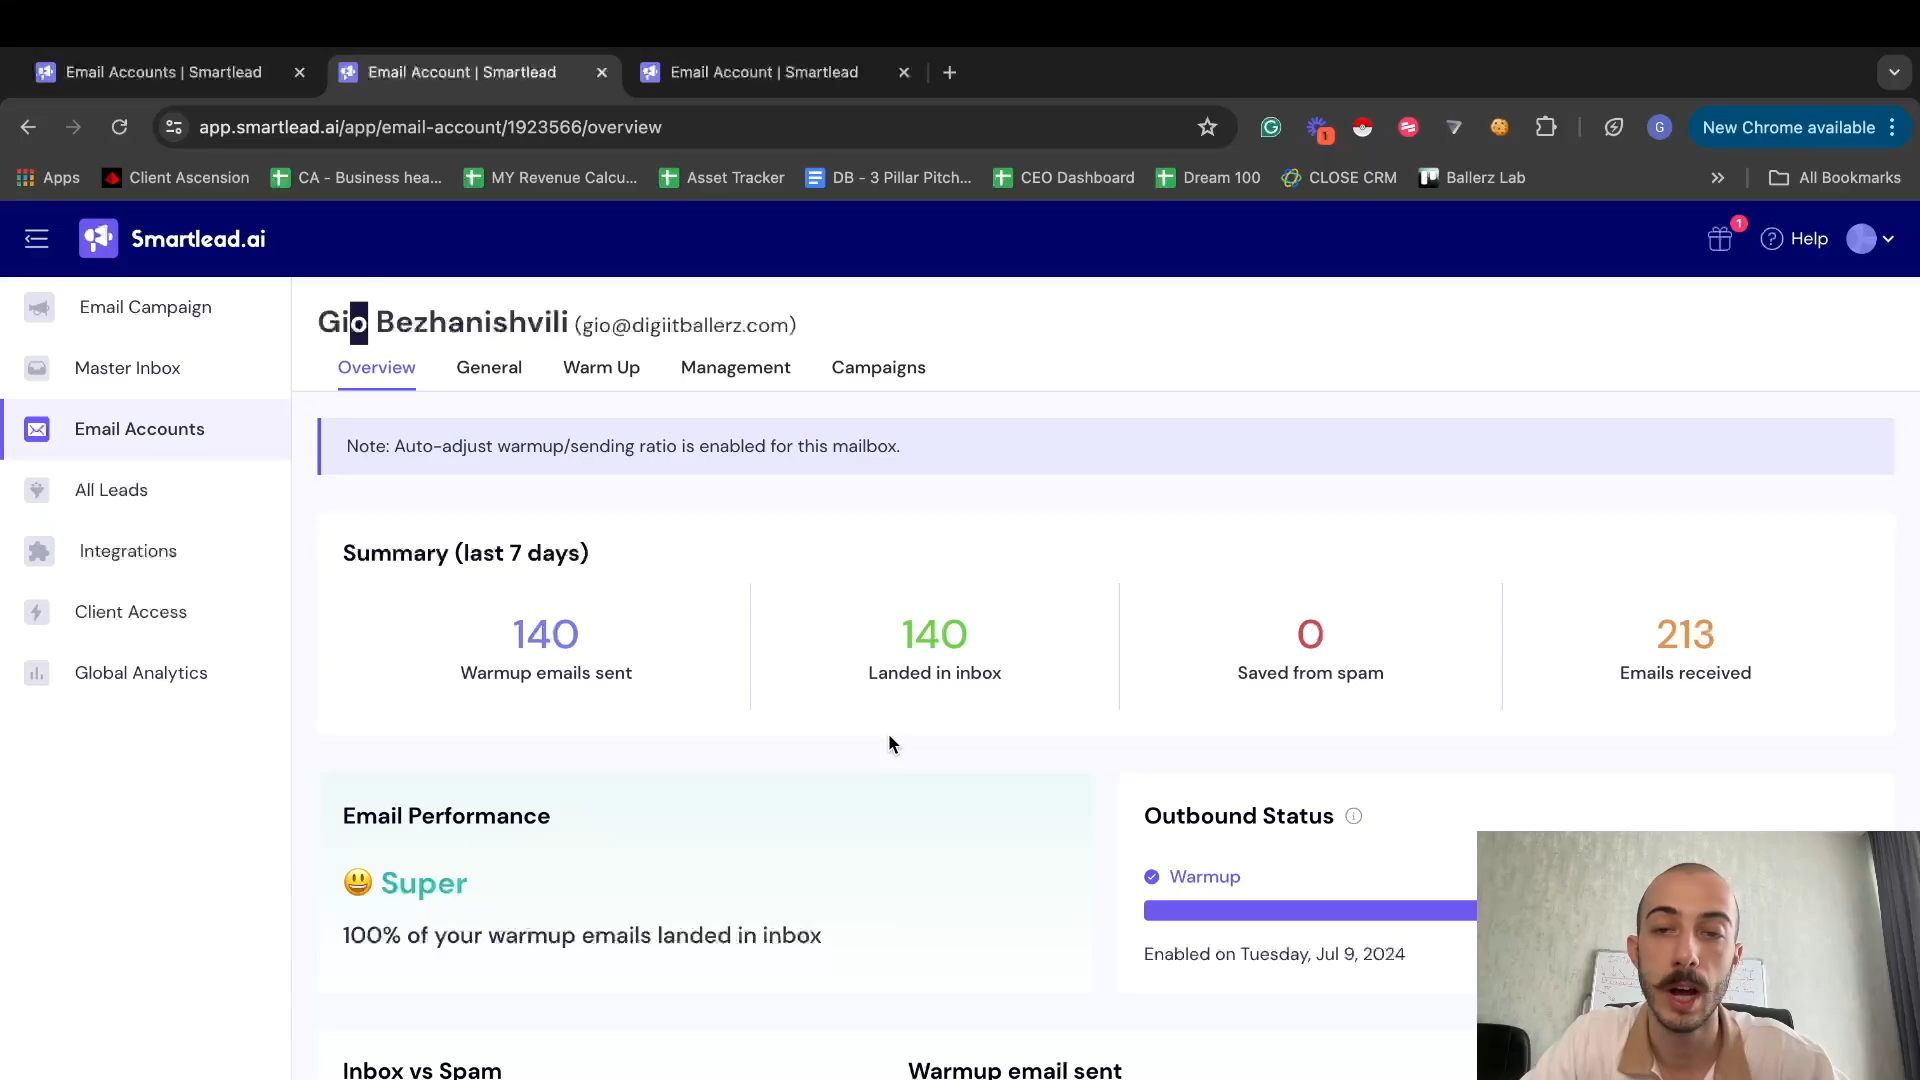 Email Accounts | Smartlead
Email Account | Smartlead
Email Account | Smartlead
app.smartlead.ai/app/email-account/1923566/overview
1
G
New Chrome available
Apps
Client Ascension
CA - Business hea...
MY Revenue Calcu...
Asset Tracker
DB - 3 Pillar Pitch...
CEO Dashboard
Dream 100
CLOSE CRM
Ballerz Lab
All Bookmarks
Smartlead.ai
1
Help
Email Campaign
Master Inbox
Email Accounts
All Leads
Integrations
Client Access
Global Analytics
Gio Bezhanishvili (gio@digiitballerz.com)
Overview
General
Warm Up
Management
Campaigns
Note: Auto-adjust warmup/sending ratio is enabled for this mailbox.
Summary (last 7 days)
140
Warmup emails sent
140
Landed in inbox
0
Saved from spam
213
Emails received
Email Performance
😃 Super
100% of your warmup emails landed in inbox
Outbound Status
Warmup
Enabled on Tuesday, Jul 9, 2024
Inbox vs Spam
Warmup email sent